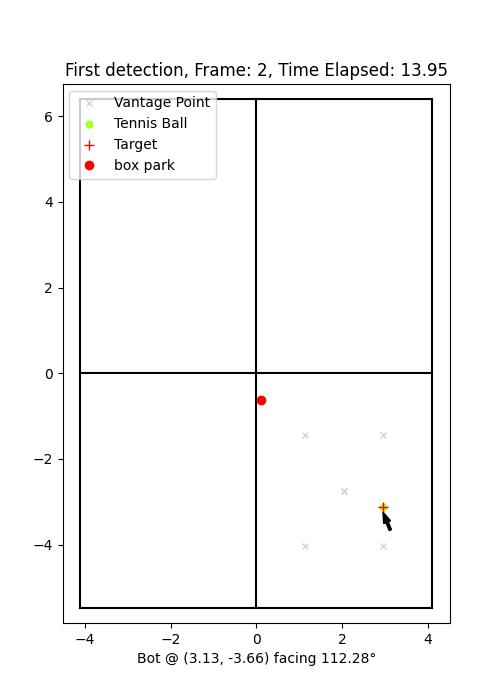 First detection, Frame: 2, Time Elapsed: 13.95
Vantage Point
Tennis Ball
Target
box park
6
4
2
0
−2
−4
−4
−2
0
2
4
Bot @ (3.13, -3.66) facing 112.28°